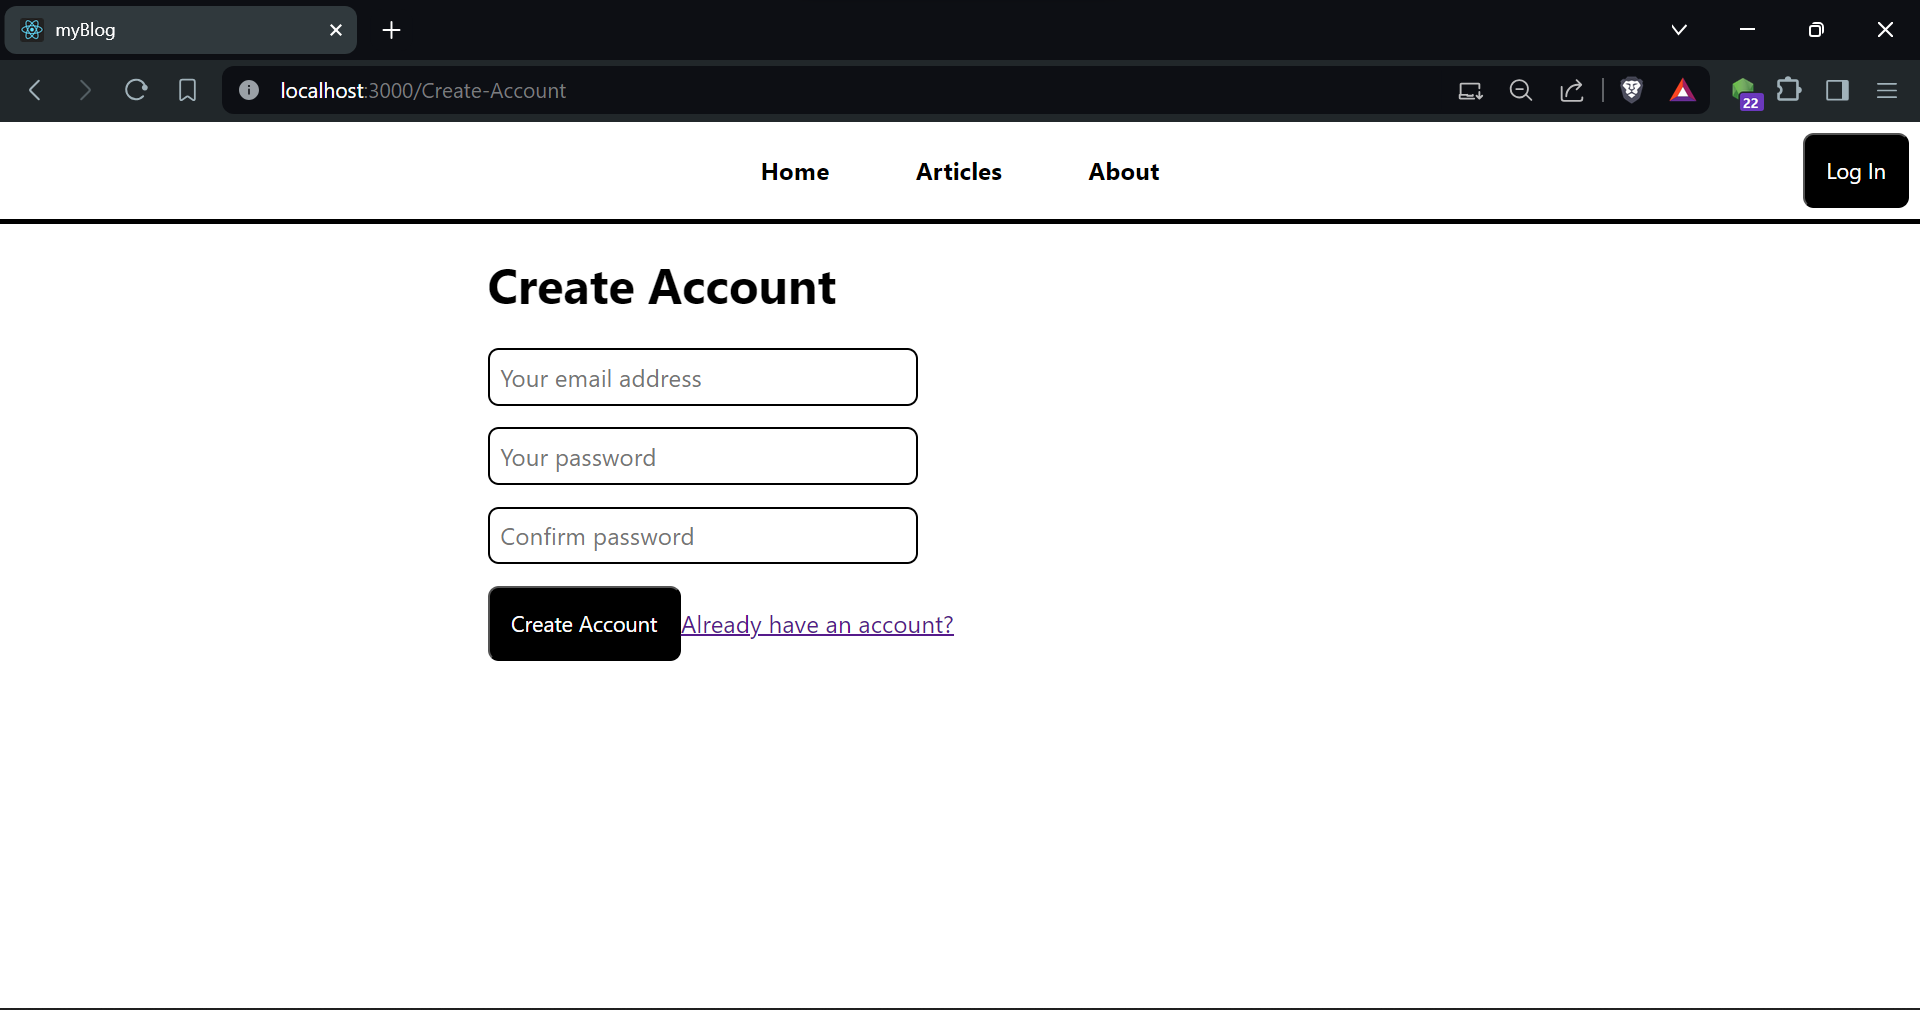 myBlog
localhost:3000/Create-Account
22
Home Articles About Log In
Create Account
Your email address
Your password
Confirm password
Create Account Already have an account?